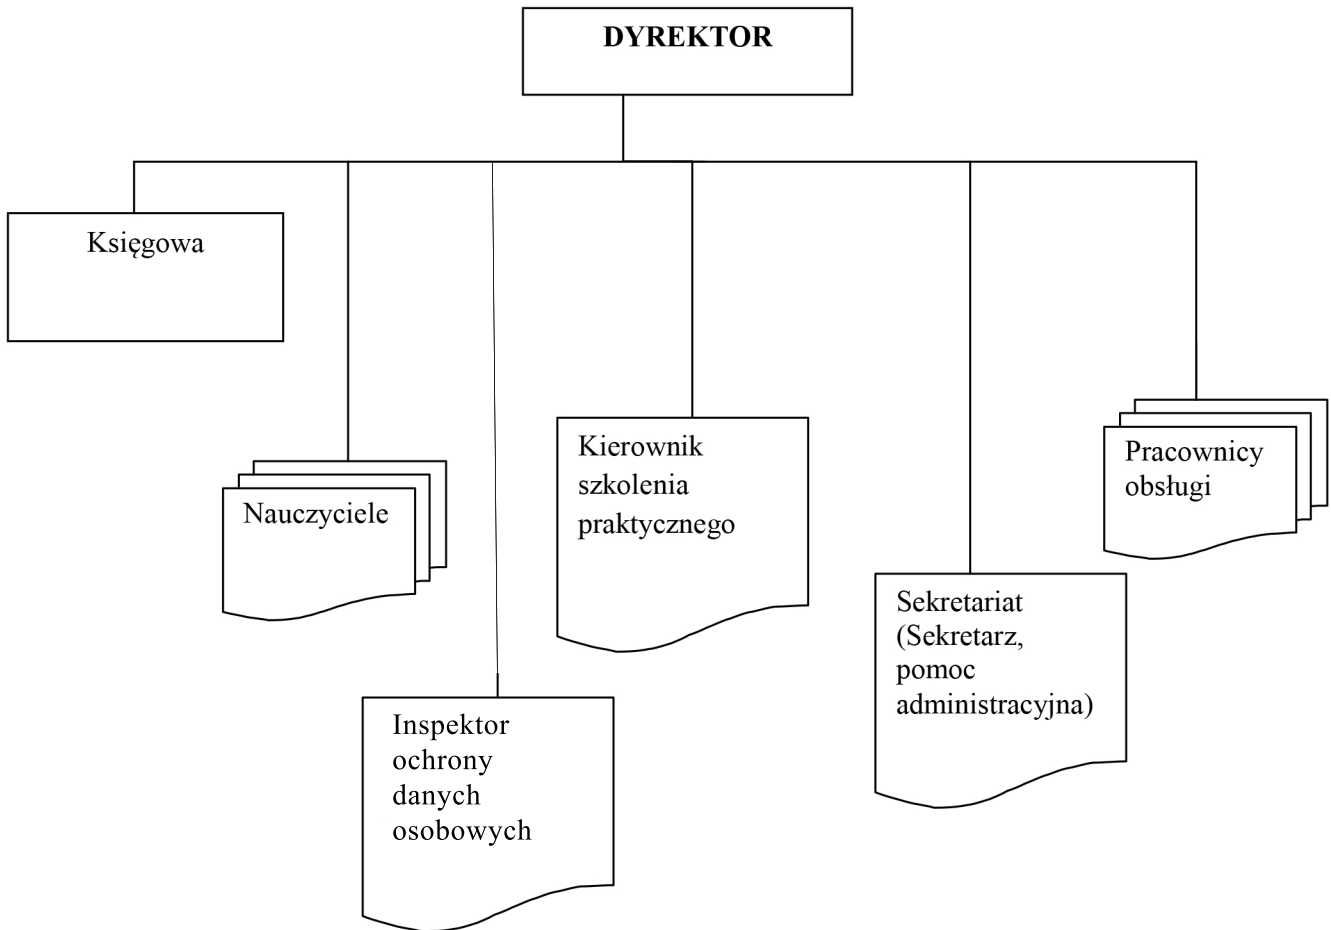 DYREKTOR
Księgowa
Nauczyciele
Inspektor
ochrony
danych
osobowych
Kierownik
szkolenia
praktycznego
Sekretariat
(Sekretarz,
pomoc
administracyjna)
Pracownicy
obsługi